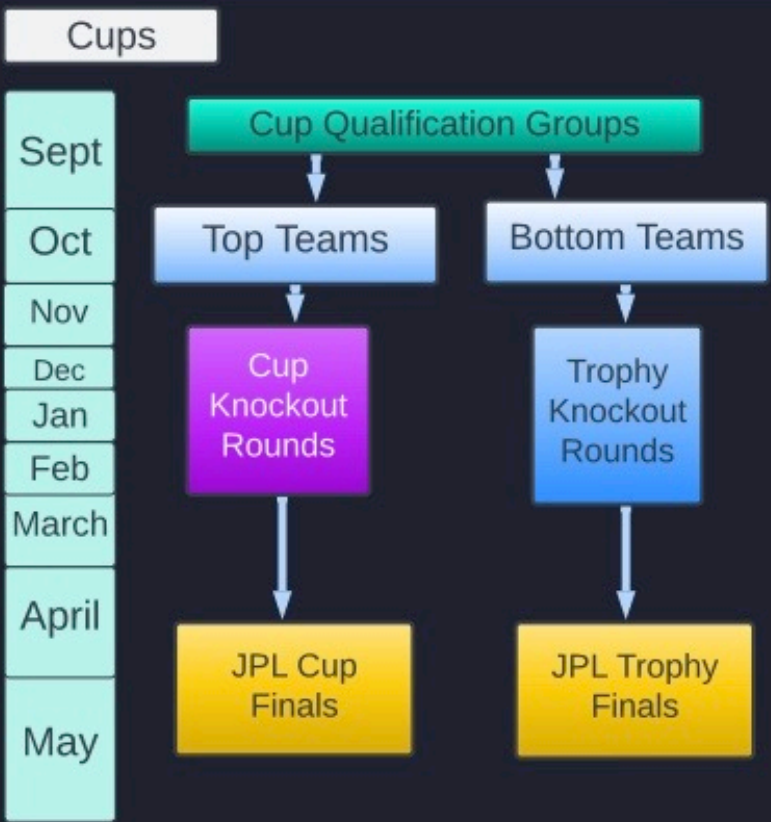 Cups
Sept
Oct
Nov
Dec
Jan
Feb
March
April
May
Cup Qualification Groups
Top Teams
Bottom Teams
Cup
Knockout
Rounds
Trophy
Knockout
Rounds
JPL Cup
Finals
JPL Trophy
Finals